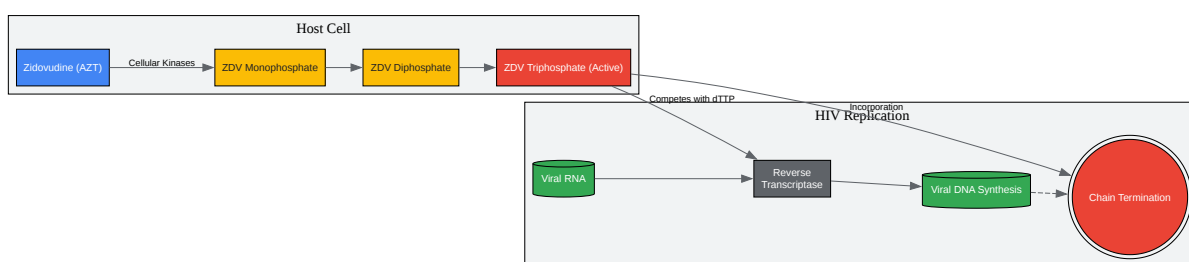 Host Cell
Zidovudine (AZT)
Cellular Kinases
ZDV Monophosphate
ZDV Diphosphate
ZDV Triphosphate (Active)
Competes with dTTP
Incorporation
HIV Replication
Viral RNA
Reverse
Transcriptase
Viral DNA Synthesis
Chain Termination